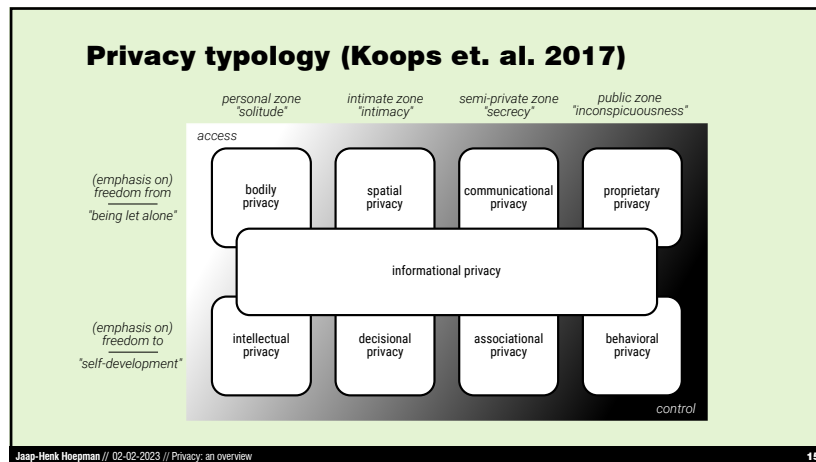 Privacy typology (Koops et. al. 2017)
personal zone
"solitude"
intimate zone
"intimacy"
semi-private zone
"secrecy"
public zone
"inconspicuousness"
access
(emphasis on)
freedom from
"being let alone"
bodily
privacy
spatial
privacy
communicational
privacy
proprietary
privacy
informational privacy
(emphasis on)
freedom to
"self-development"
intellectual
privacy
decisional
privacy
associational
privacy
behavioral
privacy
control
Jaap-Henk Hoepman // 02-02-2023 // Privacy: an overview
15